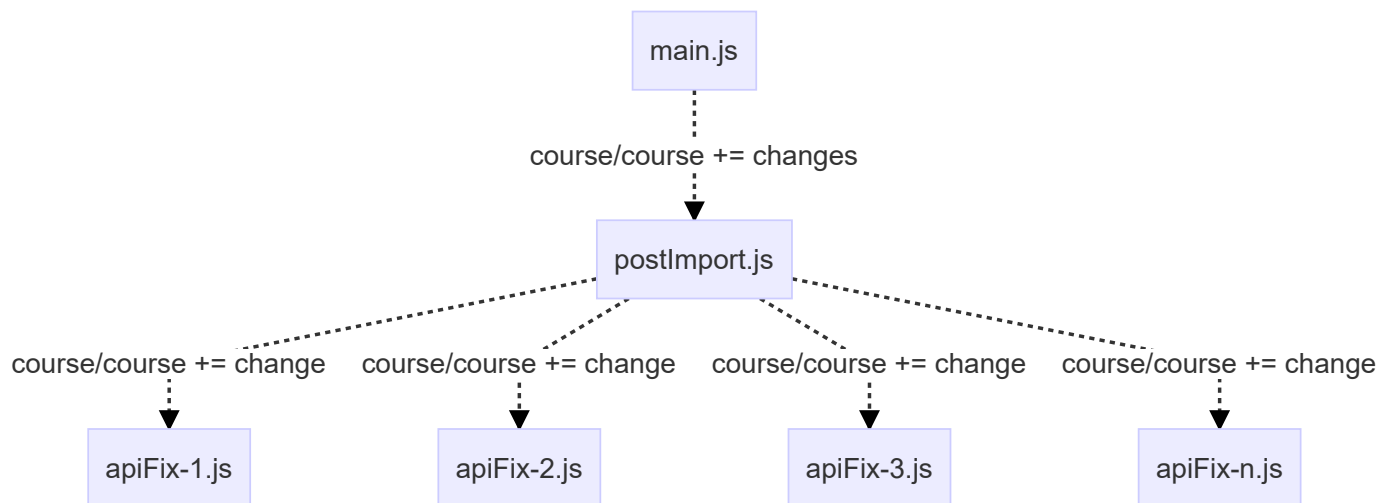 main.js
course/course += changes
postImport.js
course/course += change
course/course += change
course/course += change
course/course += change
apiFix-1.js
apiFix-2.js
apiFix-3.js
apiFix-n.js